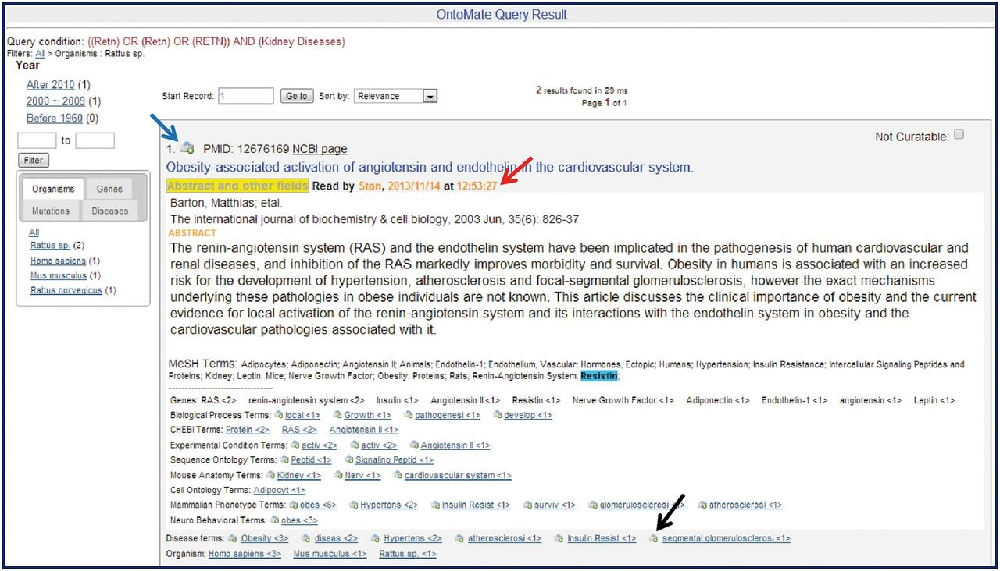 OntoMate Query Result
Query condition: ((Retn) OR (Retn) OR (RETN)) AND (Kidney Diseases)
Filters: All > Organisms : Rattus sp.
Year
After 2010 (1)
2000 ~ 2009 (1)
Before 1960 (0)
to
Filter
Organisms Genes
Mutations Diseases
All
Rattus sp. (2)
Homo sapiens (1)
Mus musculus (1)
Rattus norvegicus (1)
Start Record: 1 Go to Sort by: Relevance
2 results found in 29 ms
Page 1 of 1
Not Curatable:
1. PMID: 12676169 NCBI page
Obesity-associated activation of angiotensin and endothelin in the cardiovascular system.
Abstract and other fields Read by Stan, 2013/11/14 at 12:53:27
Barton, Matthias; etal.
The international journal of biochemistry & cell biology, 2003 Jun, 35(6): 826-37
ABSTRACT
The renin-angiotensin system (RAS) and the endothelin system have been implicated in the pathogenesis of human cardiovascular and
renal diseases, and inhibition of the RAS markedly improves morbidity and survival. Obesity in humans is associated with an increased
risk for the development of hypertension, atherosclerosis and focal-segmental glomerulosclerosis, however the exact mechanisms
underlying these pathologies in obese individuals are not known. This article discusses the clinical importance of obesity and the current
evidence for local activation of the renin-angiotensin system and its interactions with the endothelin system in obesity and the
cardiovascular pathologies associated with it.
MeSH Terms: Adipocytes; Adiponectin; Angiotensin II; Animals; Endothelin-1; Endothelium, Vascular; Hormones, Ectopic; Humans; Hypertension; Insulin Resistance; Intercellular Signaling Peptides and
Proteins; Kidney; Leptin; Mice; Nerve Growth Factor; Obesity; Proteins; Rats; Renin-Angiotensin System; Resistin;
--------------------------------
Genes: RAS <2> renin-angiotensin system <2> Insulin <1> Angiotensin II <1> Resistin <1> Nerve Growth Factor <1> Adiponectin <1> Endothelin-1 <1> angiotensin <1> Leptin <1>
Biological Process Terms: local <1> Growth <1> pathogenesi <1> develop <1>
CHEBI Terms: Protein <2> RAS <2> Angiotensin II <1>
Experimental Condition Terms: activ <2> activ <2> Angiotensin II <1>
Sequence Ontology Terms: Peptid <1> Signaling Peptid <1>
Mouse Anatomy Terms: Kidney <1> Nerv <1> cardiovascular system <1>
Cell Ontology Terms: Adipocyt <1>
Mammalian Phenotype Terms: obes <6> Hypertens <2> Insulin Resist <1> surviv <1> glomerulosclerosi <1> atherosclerosi <1>
Neuro Behavioral Terms: obes <3>
Disease terms: Obesity <3> diseas <2> Hypertens <2> atherosclerosi <1> Insulin Resist <1> segmental glomerulosclerosi <1>
Organism: Homo sapiens <3> Mus musculus <1> Rattus sp. <1>